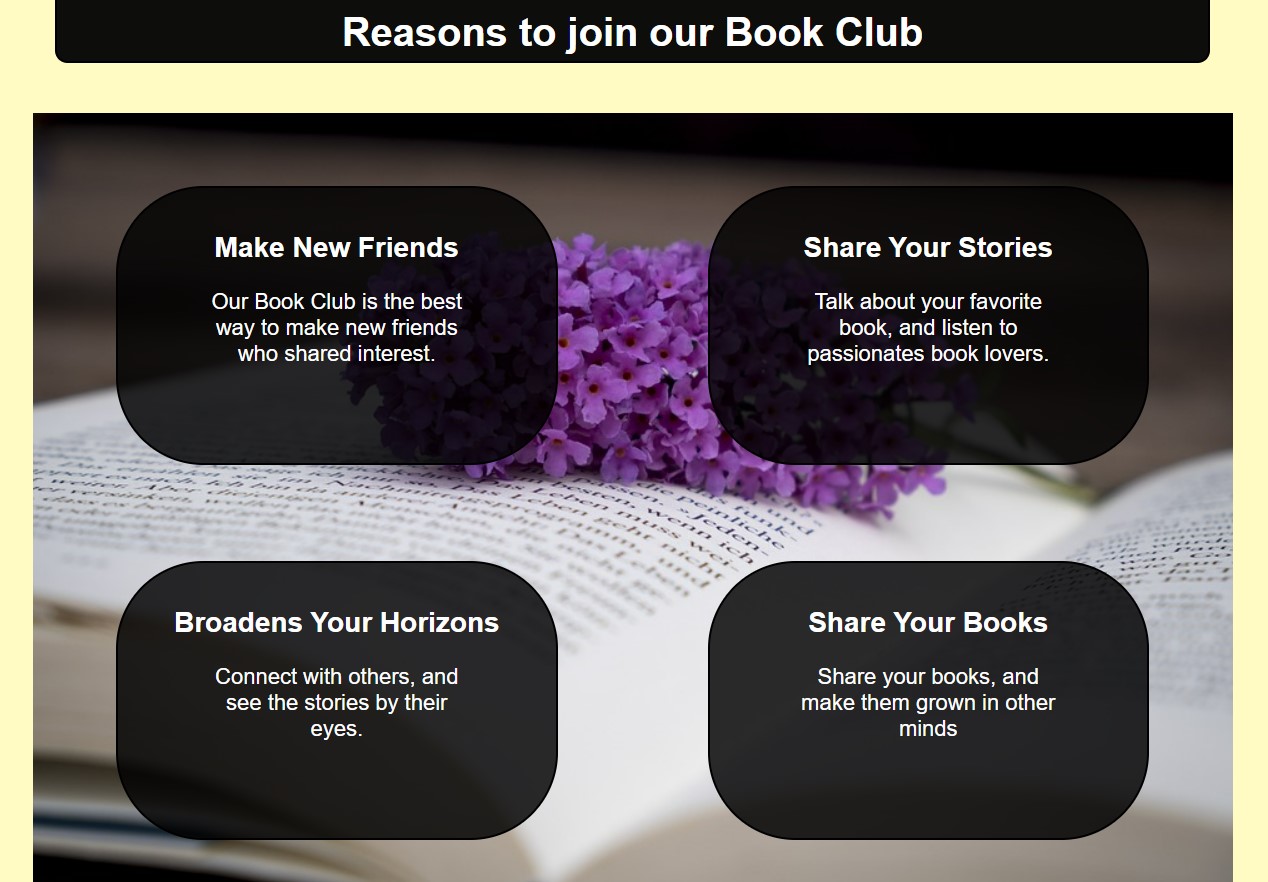 Reasons to join our Book Club
Make New Friends
Our Book Club is the best
way to make new friends
who shared interest.
Share Your Stories
Talk about your favorite
book, and listen to
passionates book lovers.
Broadens Your Horizons
Connect with others, and
see the stories by their
eyes.
Share Your Books
Share your books, and
make them grown in other
minds